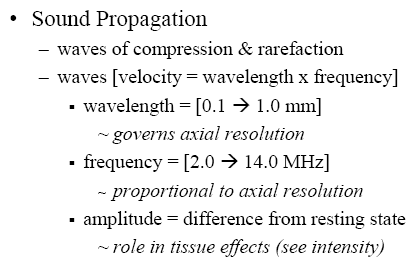 • Sound Propagation
– waves of compression & rarefaction
– waves [velocity = wavelength x frequency]
▪ wavelength = [0.1 → 1.0 mm]
~ governs axial resolution
▪ frequency = [2.0 → 14.0 MHz]
~ proportional to axial resolution
▪ amplitude = difference from resting state
~ role in tissue effects (see intensity)